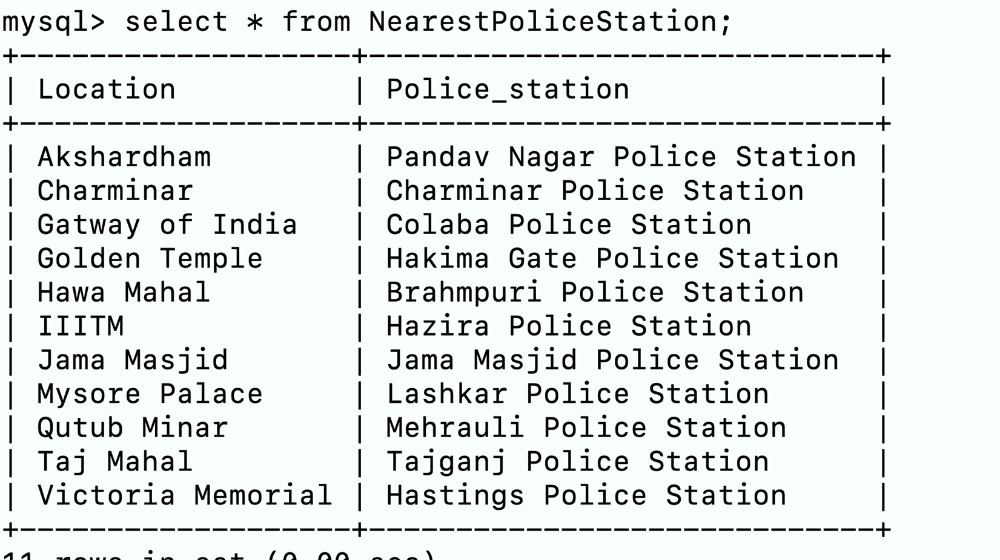 mysql> select * from NearestPoliceStation;
+-------------------+-----------------------------+
| Location          | Police_station              |
+-------------------+-----------------------------+
| Akshardham        | Pandav Nagar Police Station |
| Charminar         | Charminar Police Station    |
| Gatway of India   | Colaba Police Station       |
| Golden Temple     | Hakima Gate Police Station  |
| Hawa Mahal        | Brahmpuri Police Station    |
| IIITM             | Hazira Police Station       |
| Jama Masjid       | Jama Masjid Police Station  |
| Mysore Palace     | Lashkar Police Station      |
| Qutub Minar       | Mehrauli Police Station     |
| Taj Mahal         | Tajganj Police Station      |
| Victoria Memorial | Hastings Police Station     |
+-------------------+-----------------------------+
11 rows in set (0.00 sec)